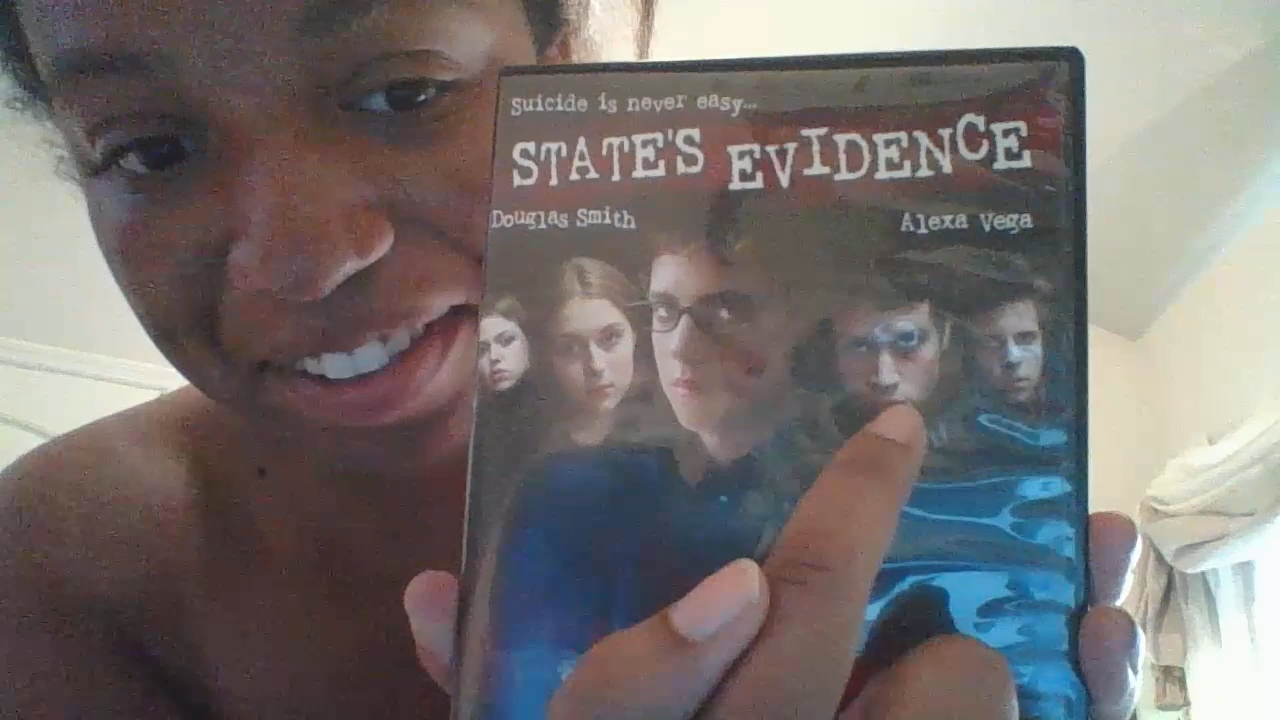 Suicide is never easy...
STATE'S EVIDENCE
Douglas Smith Alexa Vega